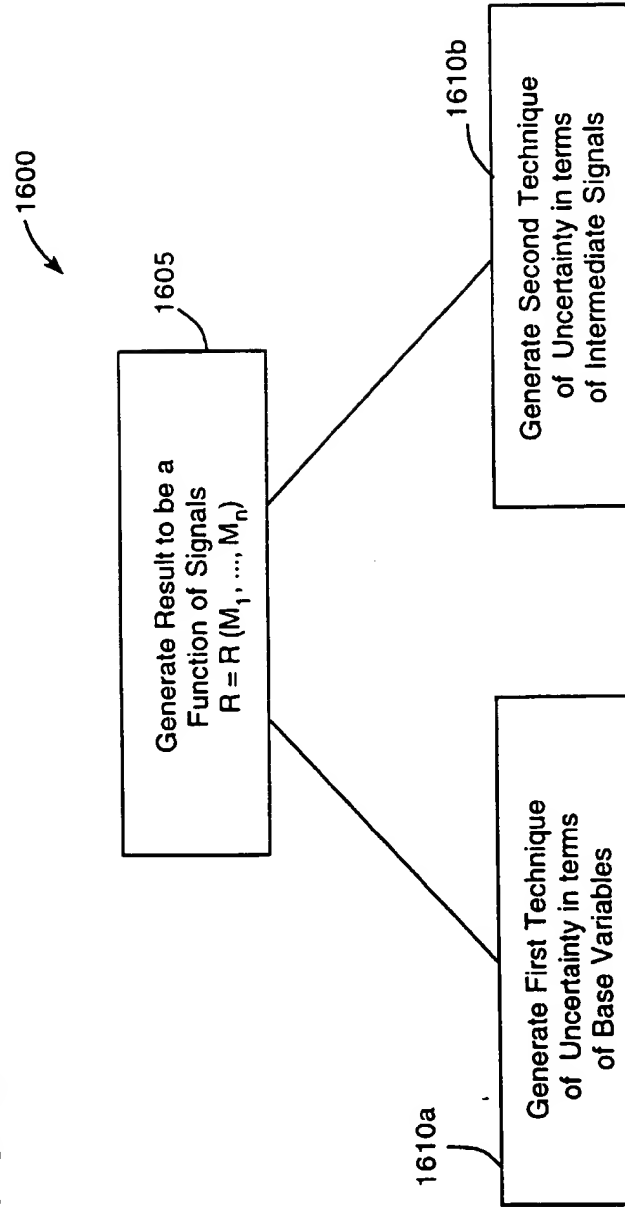 1600
1605
Generate Result to be a
Function of Signals
R = R (M₁, ..., Mₙ)
1610a
Generate First Technique
of Uncertainty in terms
of Base Variables
1610b
Generate Second Technique
of Uncertainty in terms
of Intermediate Signals